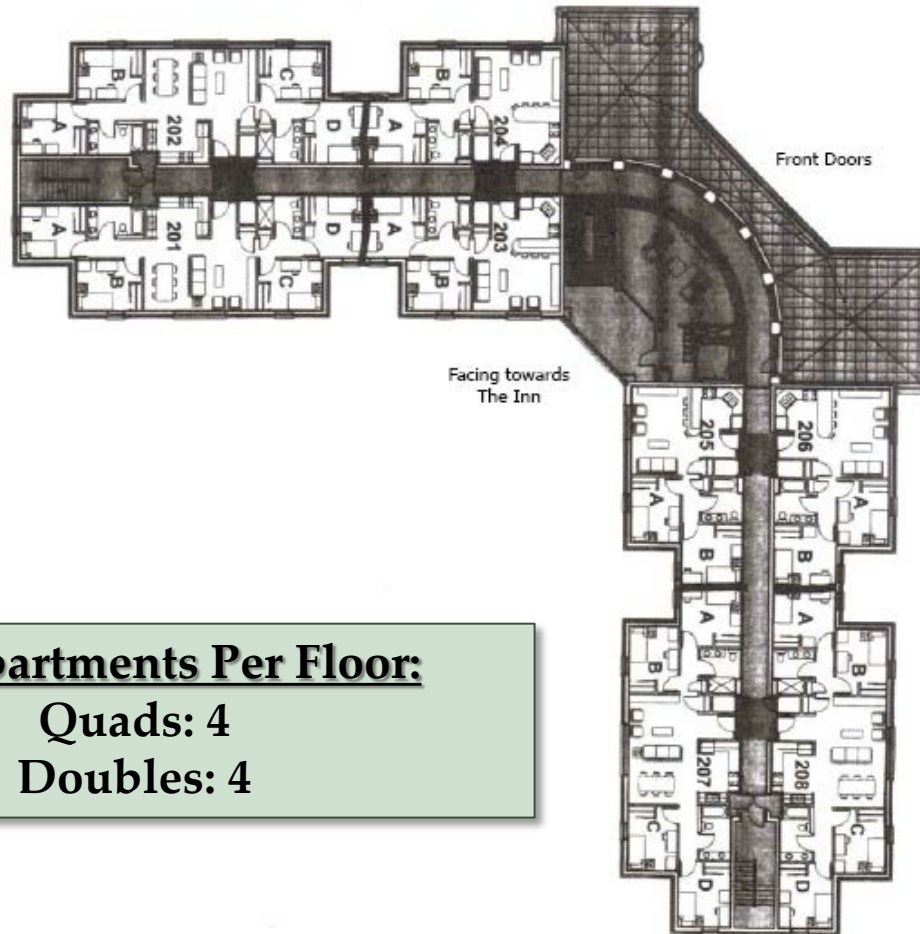 B
C
A
202
D
A
B
204
A
201
D
A
203
B
C
B
Front Doors
Facing towards
The Inn
205
206
A
A
B
B
A
A
B
B
207
208
C
C
D
D
partments Per Floor:
Quads: 4
Doubles: 4